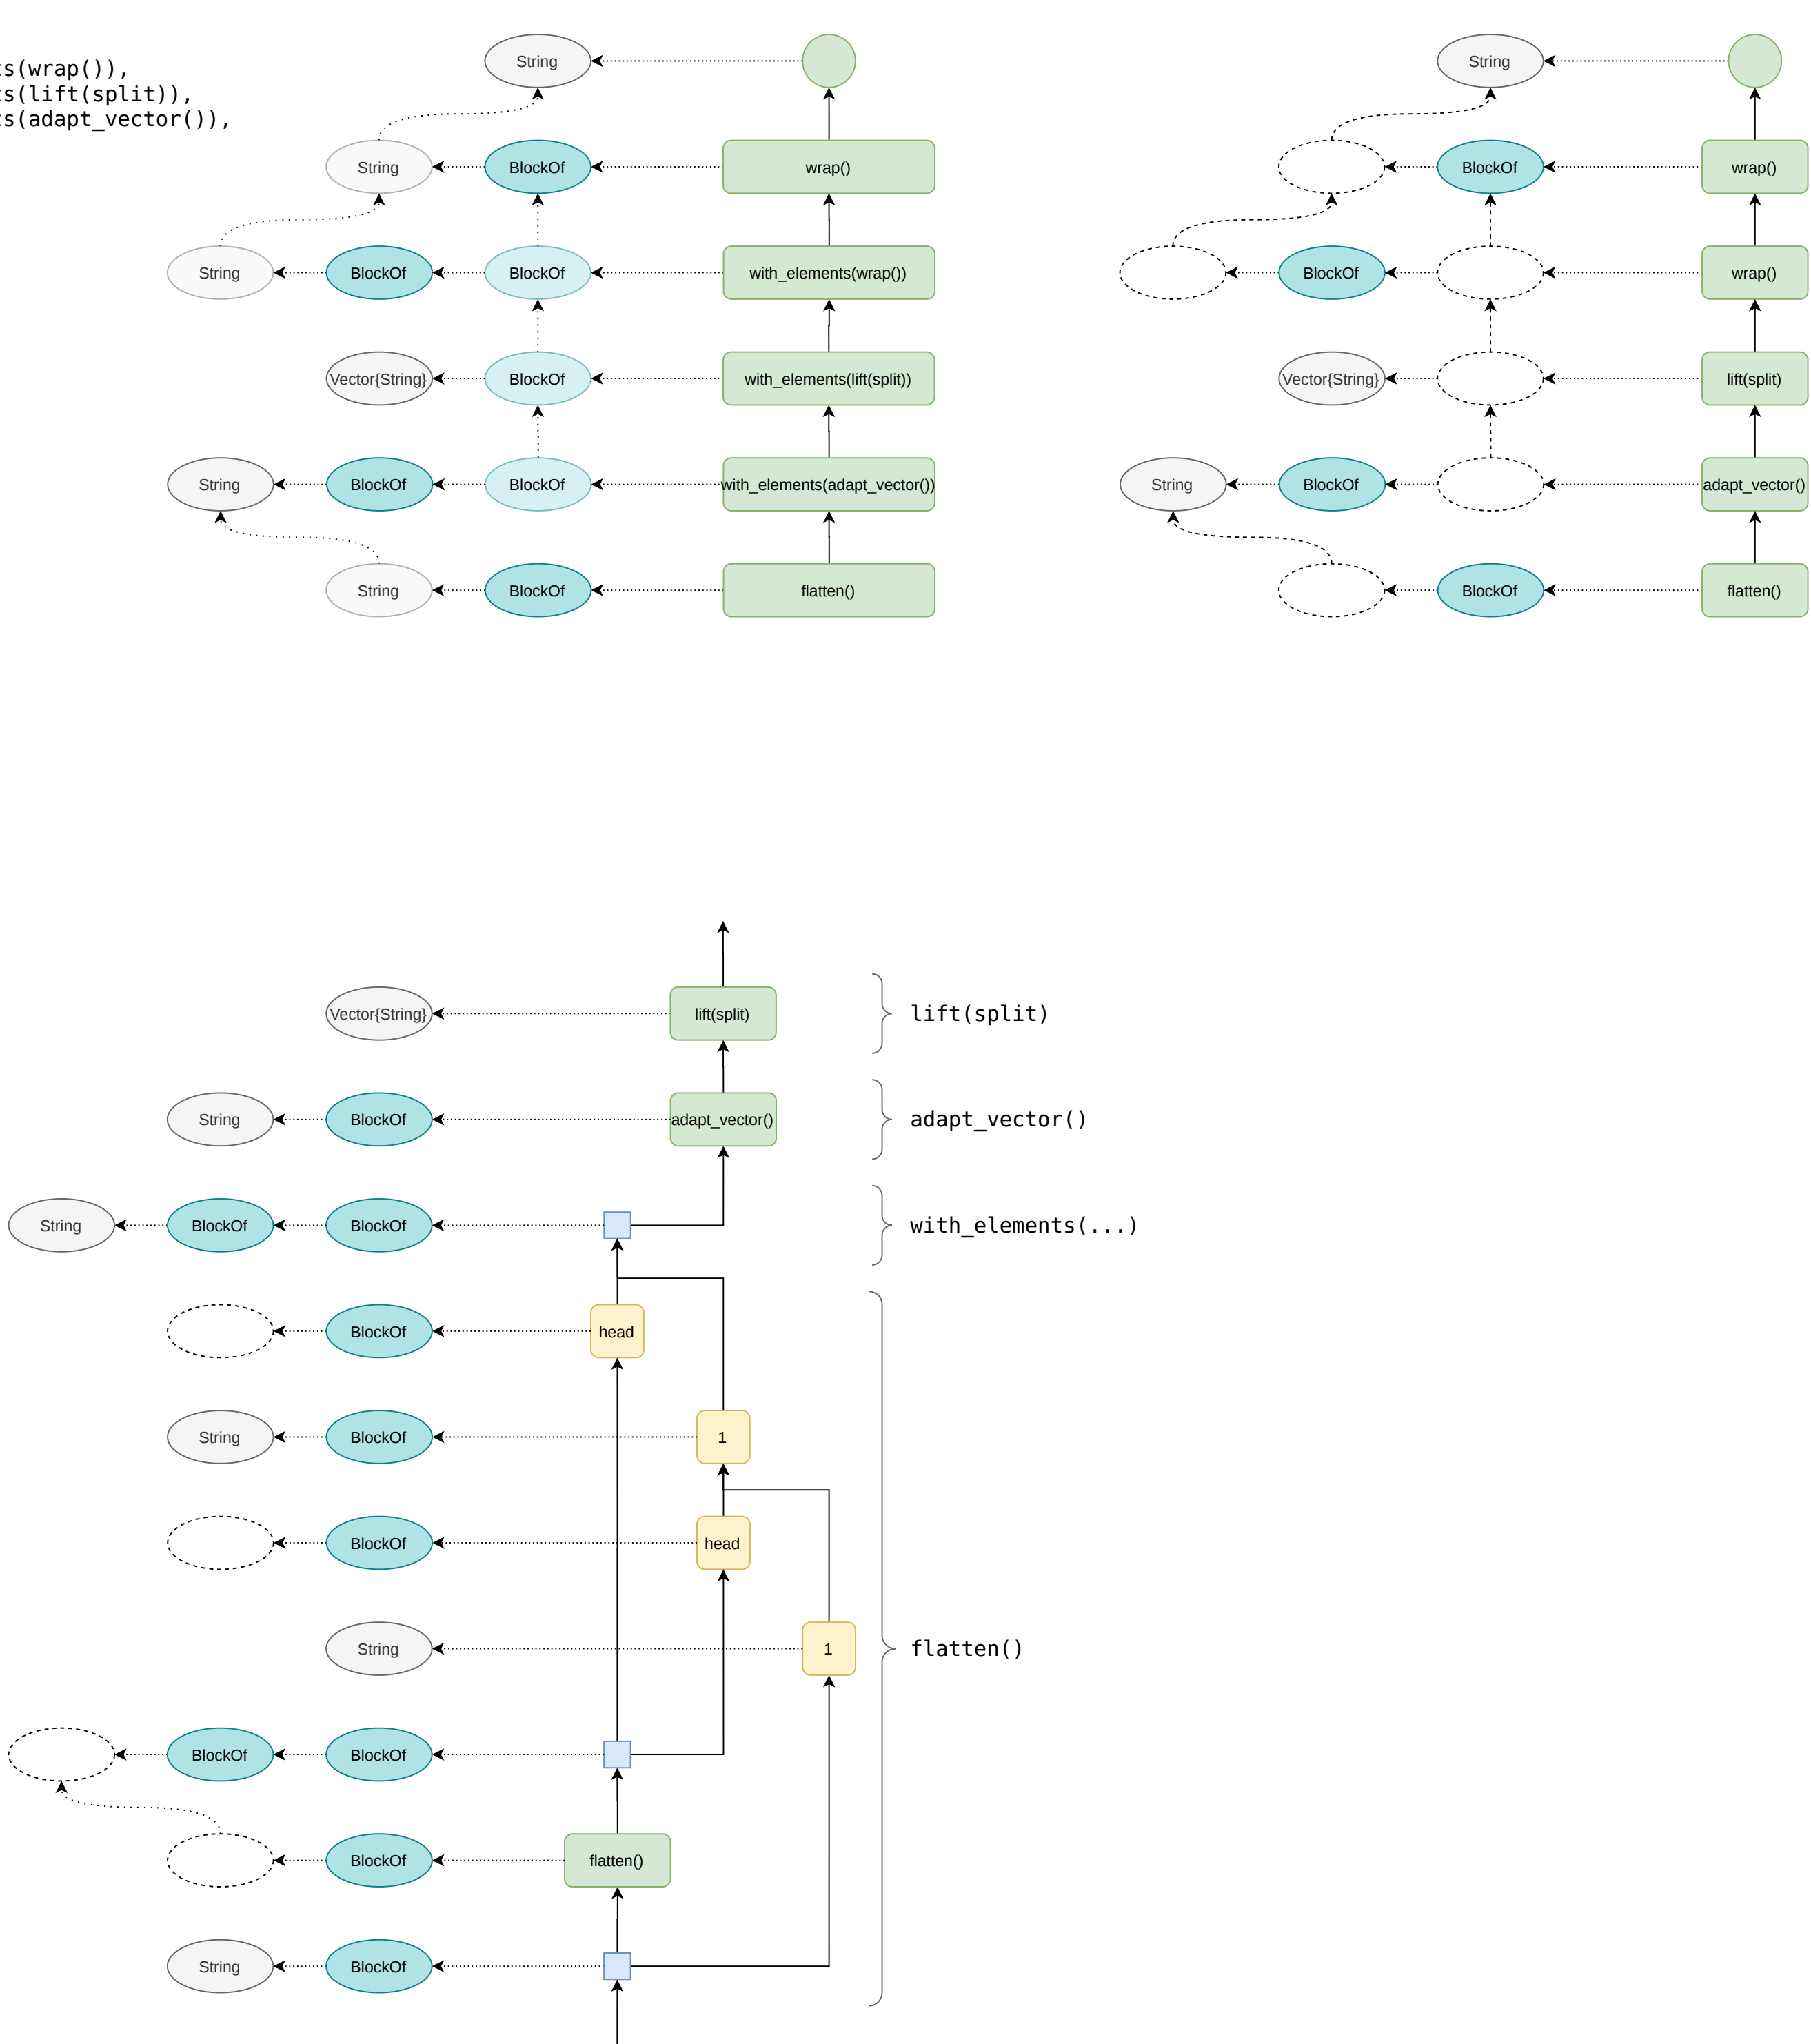 ts(wrap()),
ts(lift(split)),
ts(adapt_vector()),
String
String BlockOf wrap()
String BlockOf BlockOf with_elements(wrap())
Vector{String} BlockOf with_elements(lift(split))
String BlockOf BlockOf with_elements(adapt_vector())
String BlockOf flatten()
String
BlockOf wrap()
BlockOf wrap()
Vector{String} lift(split)
String BlockOf adapt_vector()
BlockOf flatten()
Vector{String} lift(split) lift(split)
String BlockOf adapt_vector() adapt_vector()
String BlockOf BlockOf with_elements(...)
BlockOf head
String BlockOf 1
BlockOf head
String 1 flatten()
BlockOf BlockOf
BlockOf flatten()
String BlockOf